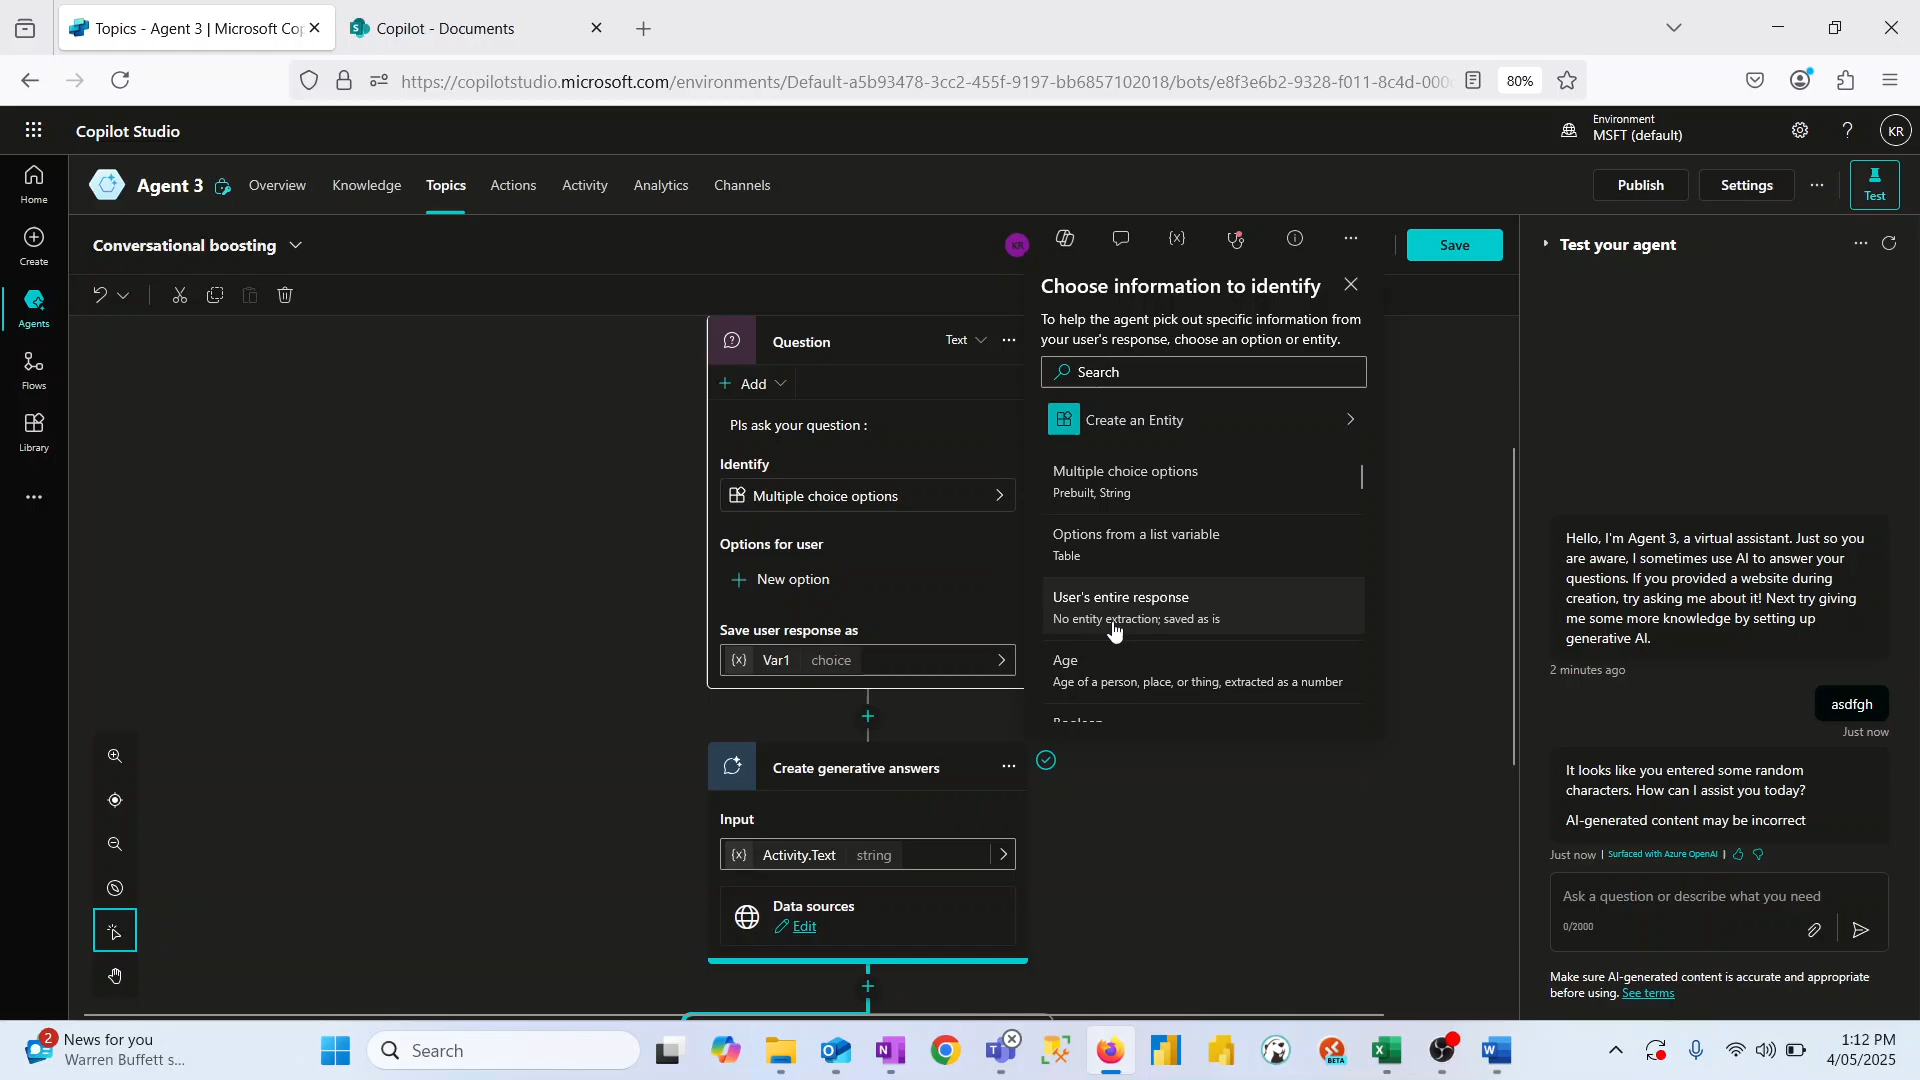 Topics - Agent 3 | Microsoft Cop
Copilot - Documents
https://copilotstudio.microsoft.com/environments/Default-a5b93478-3cc2-455f-9197-bb6857102018/bots/e8f3e6b2-9328-f011-8c4d-000
80%
Copilot Studio
Environment
MSFT (default)
KR
Home
Create
Agents
Flows
Library
Agent 3
Overview
Knowledge
Topics
Actions
Activity
Analytics
Channels
Publish
Settings
Test
Conversational boosting
KR
Save
Test your agent
Question
Text
Add
Pls ask your question :
Identify
Multiple choice options
Options for user
New option
Save user response as
{x} Var1 choice
Create generative answers
Input
{x} Activity.Text string
Data sources
Edit
Choose information to identify
To help the agent pick out specific information from
your user's response, choose an option or entity.
Search
Create an Entity
Multiple choice options
Prebuilt, String
Options from a list variable
Table
User's entire response
No entity extraction; saved as is
Age
Age of a person, place, or thing, extracted as a number
Boolean
Hello, I'm Agent 3, a virtual assistant. Just so you
are aware, I sometimes use AI to answer your
questions. If you provided a website during
creation, try asking me about it! Next try giving
me some more knowledge by setting up
generative AI.
2 minutes ago
asdfgh
Just now
It looks like you entered some random
characters. How can I assist you today?
AI-generated content may be incorrect
Just now | Surfaced with Azure OpenAI |
Ask a question or describe what you need
0/2000
Make sure AI-generated content is accurate and appropriate
before using. See terms
2
News for you
Warren Buffett s...
Search
BETA
1:12 PM
4/05/2025